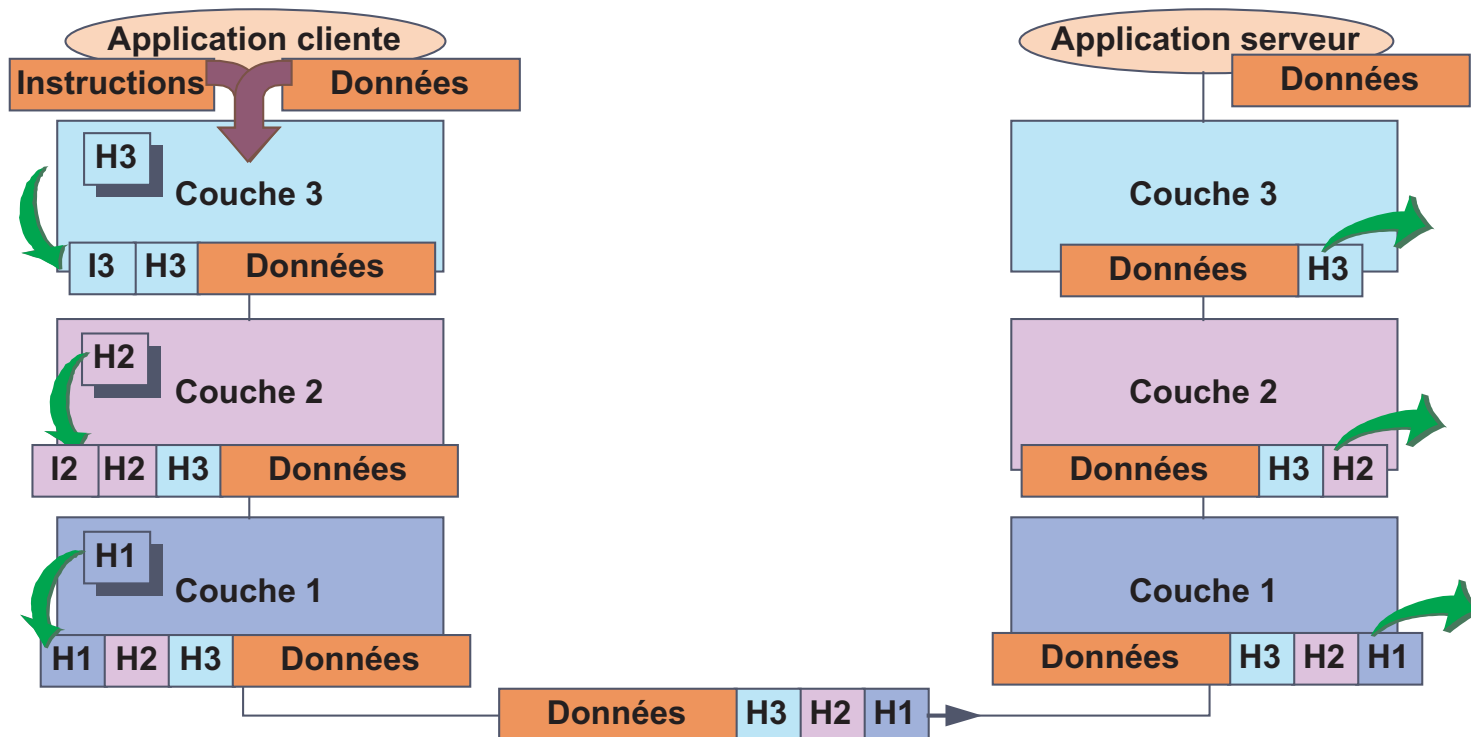 Application cliente
Instructions
Données
H3
Couche 3
I3 H3 Données
H2
Couche 2
I2 H2 H3 Données
H1
Couche 1
H1 H2 H3 Données
Données H3 H2 H1
Application serveur
Données
Couche 3
Données H3
Couche 2
Données H3 H2
Couche 1
Données H3 H2 H1